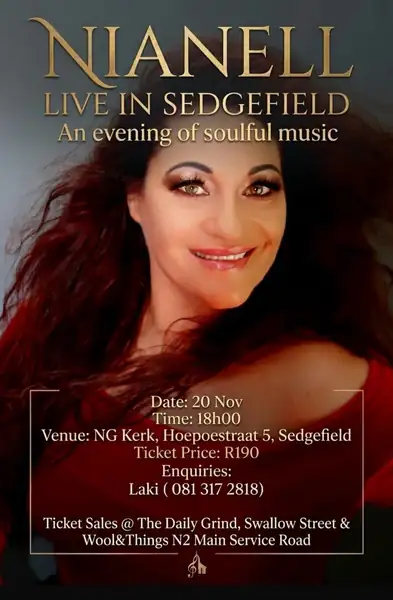 NIANELL
LIVE IN SEDGEFIELD
An evening of soulful music
Date: 20 Nov
Time: 18h00
Venue: NG Kerk, Hoepoestraat 5, Sedgefield
Ticket Price: R190
Enquiries:
Laki ( 081 317 2818)
Ticket Sales @ The Daily Grind, Swallow Street &
Wool&Things N2 Main Service Road